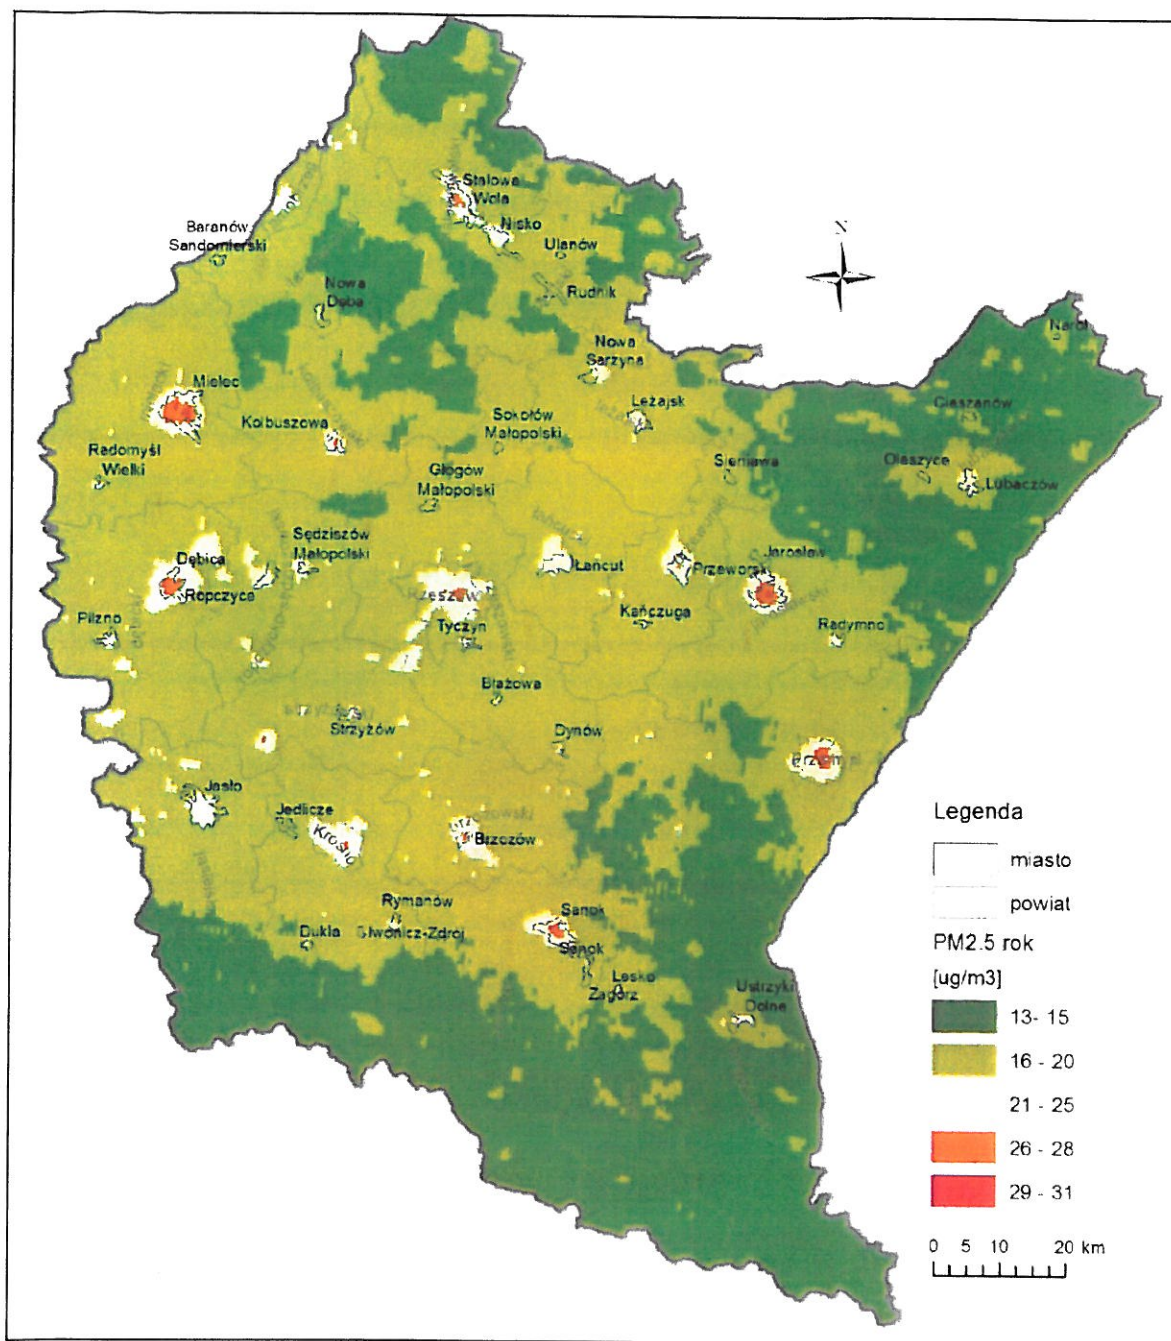 Stalowa
Wola
Nisko
Baranów
Sandomierski
Ulanów
Nowa
Dęba
Rudnik
N
Narol
Nowa
Sarzyna
Mielec
Kolbuszowa
Sokołów
Małopolski
Leżajsk
Cieszanów
Radomyśl
Wielki
Głogów
Małopolski
Sieniawa
Oleszyce
Lubaczów
Sędziszów
Małopolski
Dębica
Ropczyce
Łańcut
Przeworsk
Jarosław
Rzeszów
Pilzno
Tyczyn
Kańczuga
Radymno
Błażowa
Strzyżów
Dynów
Jasło
Jedlicze
Krosno
Brzozów
Rymanów
Dukla
Iwonicz-Zdrój
Sanok
Sanok
Lesko
Zagórz
Ustrzyki
Dolne
Legenda
miasto
powiat
PM2.5 rok
[ug/m3]
13- 15
16 - 20
21 - 25
26 - 28
29 - 31
0 5 10 20 km